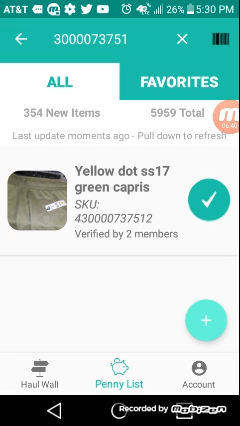 AT&T 26% 5:30 PM
3000073751
ALL FAVORITES
354 New Items 5959 Total
06:40
Last update moments ago - Pull down to refresh
Yellow dot ss17
green capris
SKU:
430000737512
Verified by 2 members
+
Haul Wall Penny List Account
Recorded by mobizen